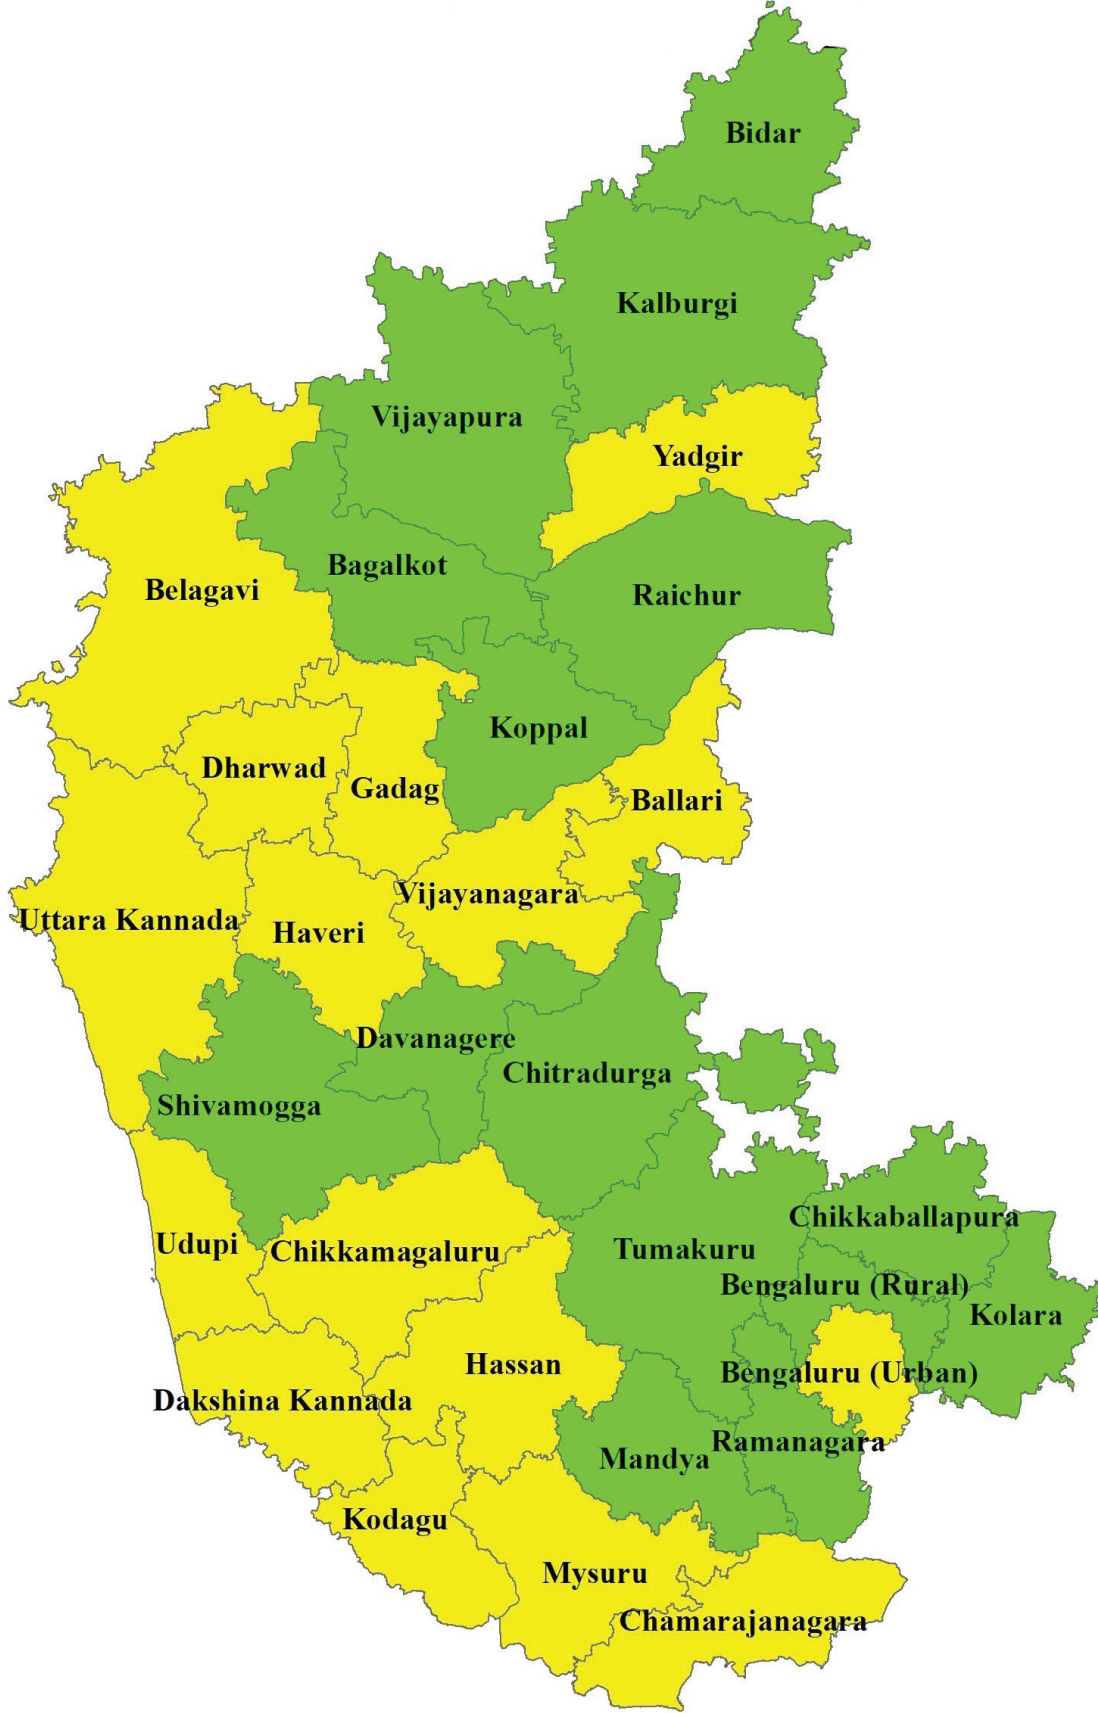 Bidar
Kalburgi
Vijayapura
Yadgir
Bagalkot
Belagavi
Raichur
Koppal
Dharwad
Gadag
Ballari
Vijayanagara
Uttara Kannada
Haveri
Davanagere
Chitradurga
Shivamogga
Chikkaballapura
Udupi
Chikkamagaluru
Tumakuru
Bengaluru (Rural)
Kolara
Hassan
Bengaluru (Urban)
Dakshina Kannada
Ramanagara
Mandya
Kodagu
Mysuru
Chamarajanagara